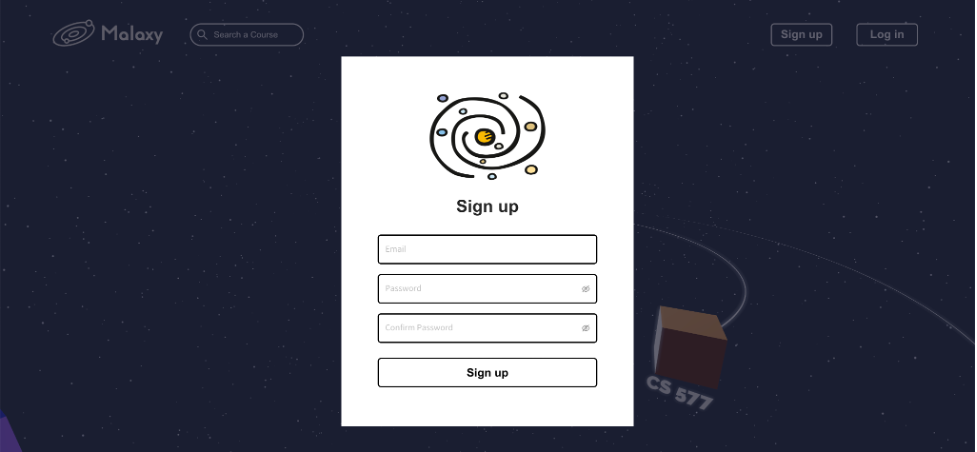 Malaxy
Search a Course
Sign up
Log in
Sign up
Email
Password
Confirm Password
Sign up
CS 577